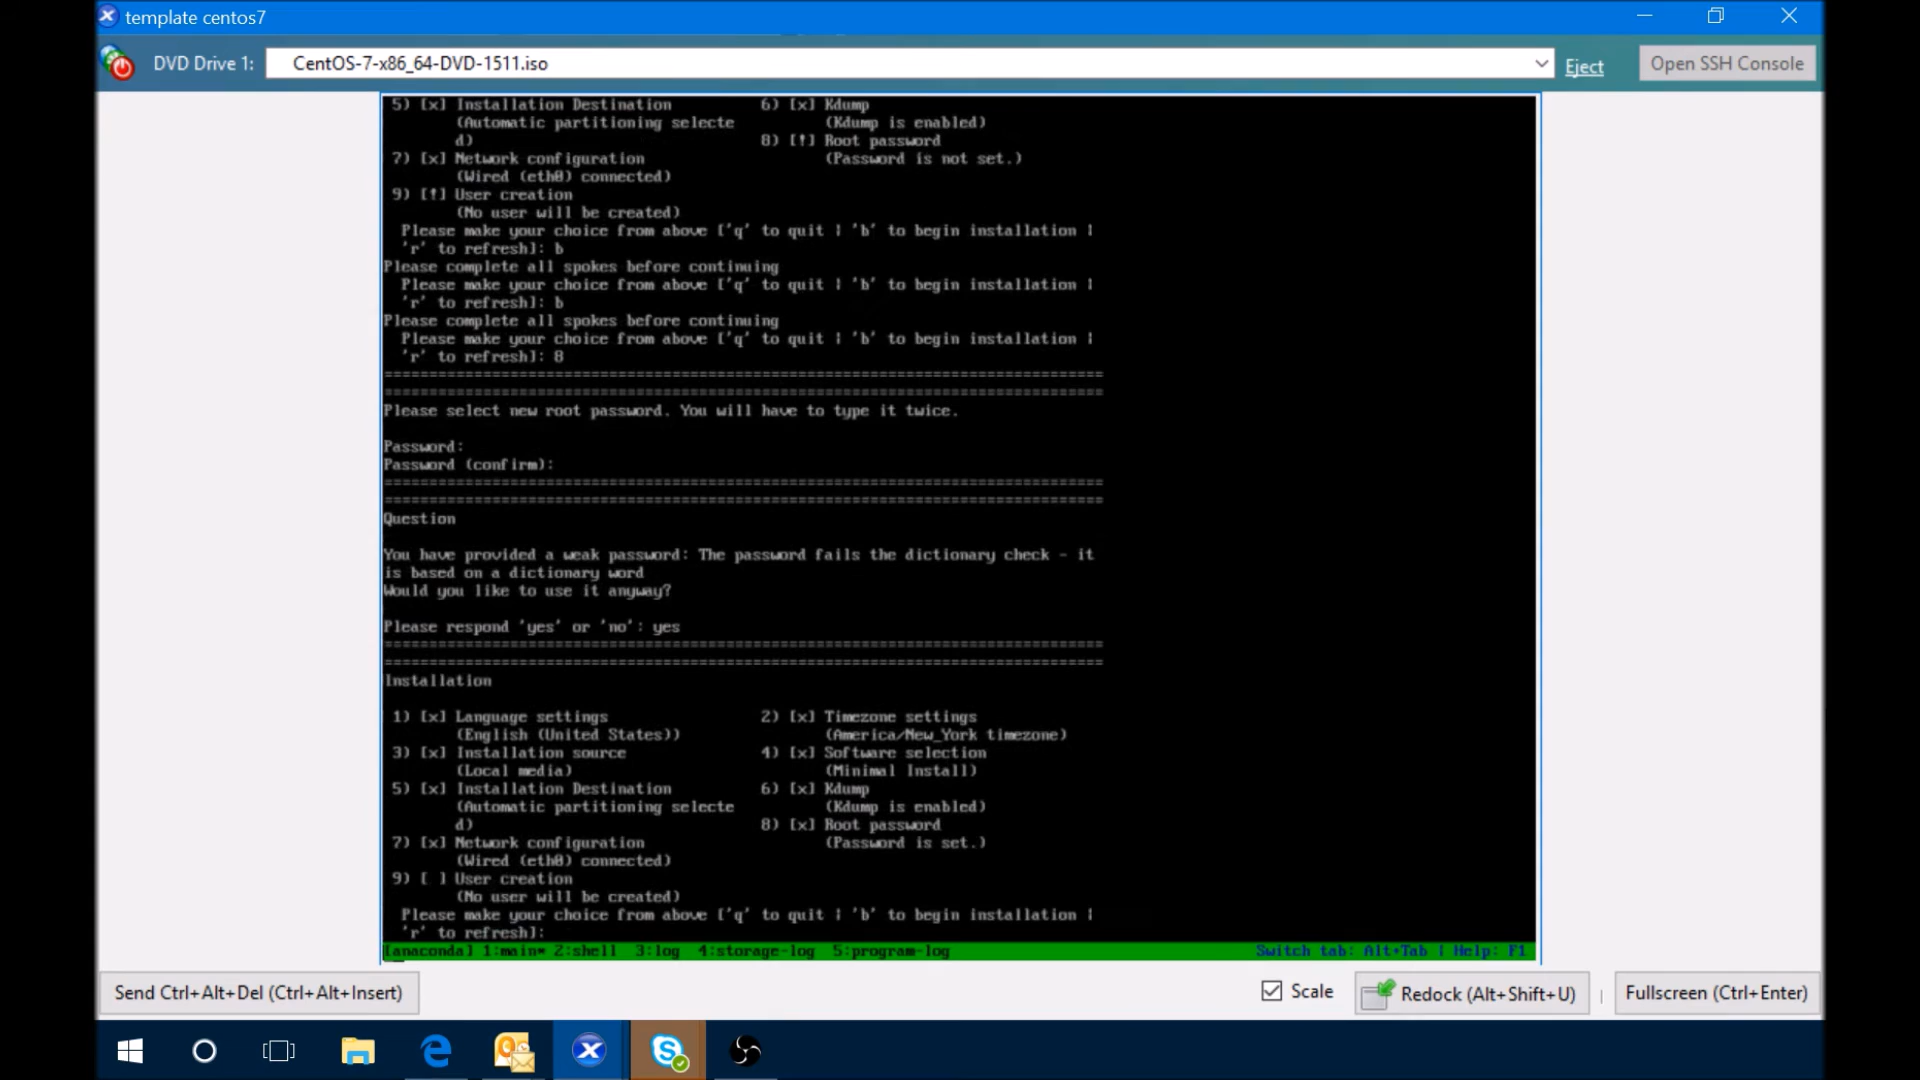 template centos7
DVD Drive 1: CentOS-7-x86_64-DVD-1511.iso Eject Open SSH Console
5) [x] Installation Destination 6) [x] Kdump
(Automatic partitioning selecte (Kdump is enabled)
d) 8) [!] Root password
7) [x] Network configuration (Password is not set.)
(Wired (eth0) connected)
9) [!] User creation
(No user will be created)
Please make your choice from above ['q' to quit | 'b' to begin installation |
'r' to refresh]: b
Please complete all spokes before continuing
Please make your choice from above ['q' to quit | 'b' to begin installation |
'r' to refresh]: b
Please complete all spokes before continuing
Please make your choice from above ['q' to quit | 'b' to begin installation |
'r' to refresh]: 8
================================================================================
================================================================================
Please select new root password. You will have to type it twice.
Password:
Password (confirm):
================================================================================
================================================================================
Question
You have provided a weak password: The password fails the dictionary check - it
is based on a dictionary word
Would you like to use it anyway?
Please respond 'yes' or 'no': yes
================================================================================
================================================================================
Installation
1) [x] Language settings 2) [x] Timezone settings
(English (United States)) (America/New_York timezone)
3) [x] Installation source 4) [x] Software selection
(Local media) (Minimal Install)
5) [x] Installation Destination 6) [x] Kdump
(Automatic partitioning selecte (Kdump is enabled)
d) 8) [x] Root password
7) [x] Network configuration (Password is set.)
(Wired (eth0) connected)
9) [ ] User creation
(No user will be created)
Please make your choice from above ['q' to quit | 'b' to begin installation |
'r' to refresh]:
[anaconda] 1:main* 2:shell 3:log 4:storage-log 5:program-log Switch tab: Alt+Tab | Help: F1
Send Ctrl+Alt+Del (Ctrl+Alt+Insert) Scale Redock (Alt+Shift+U) Fullscreen (Ctrl+Enter)